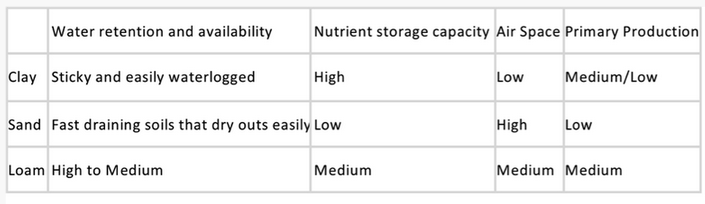 Water retention and availability Nutrient storage capacity Air Space Primary Production
Clay Sticky and easily waterlogged High Low Medium/Low
Sand Fast draining soils that dry outs easily Low High Low
Loam High to Medium Medium Medium Medium